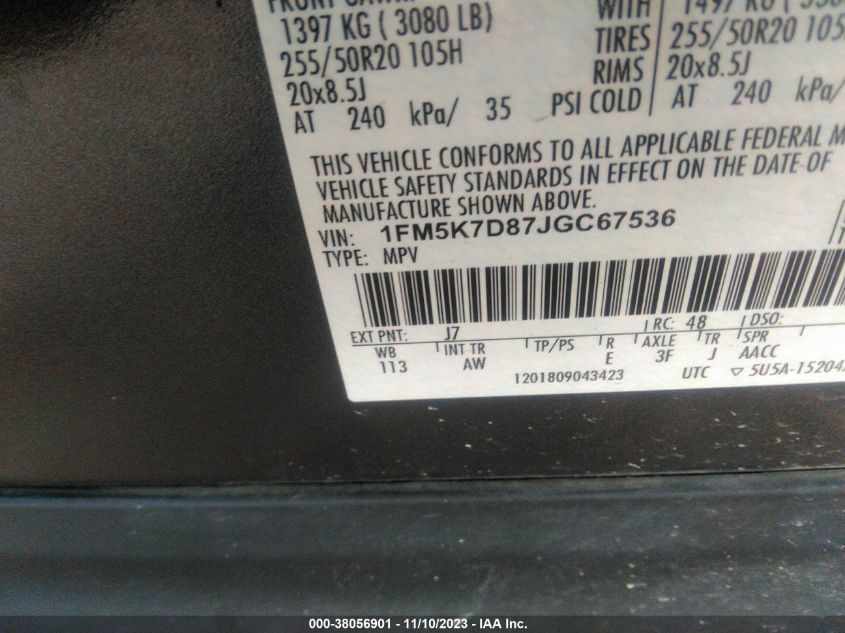 1397 KG ( 3080 LB)
255/50R20 105H
20x8.5J
AT 240 kPa/ 35 PSI COLD
WITH
TIRES 255/50R20 105
RIMS 20x8.5J
AT 240 kPa/
THIS VEHICLE CONFORMS TO ALL APPLICABLE FEDERAL M
VEHICLE SAFETY STANDARDS IN EFFECT ON THE DATE OF
MANUFACTURE SHOWN ABOVE.
VIN: 1FM5K7D87JGC67536
TYPE: MPV
EXT PNT: J7 RC: 48 DSO:
WB INT TR TP/PS R AXLE TR SPR
113 AW E 3F J AACC
1201809043423 UTC ▽ 5U5A-15204
000-38056901 - 11/10/2023 - IAA Inc.